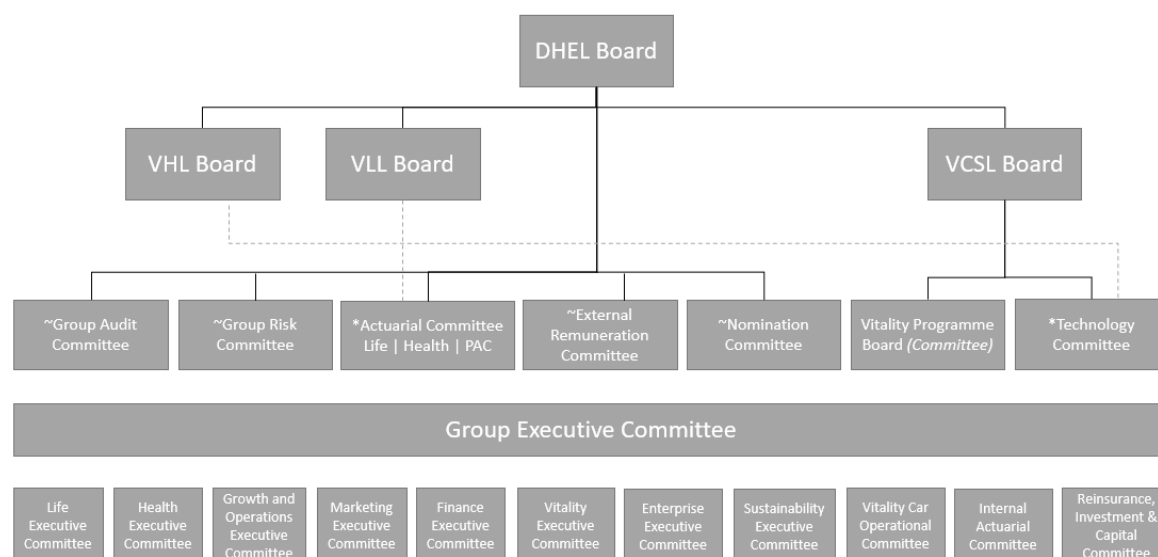 DHEL Board
VHL Board
VLL Board
VCSL Board
~Group Audit
Committee
~Group Risk
Committee
*Actuarial Committee
Life | Health | PAC
~External
Remuneration
Committee
~Nomination
Committee
Vitality Programme
Board (Committee)
*Technology
Committee
Group Executive Committee
Life
Executive
Committee
Health
Executive
Committee
Growth and
Operations
Executive
Committee
Marketing
Executive
Committee
Finance
Executive
Committee
Vitality
Executive
Committee
Enterprise
Executive
Committee
Sustainability
Executive
Committee
Vitality Car
Operational
Committee
Internal
Actuarial
Committee
Reinsurance,
Investment &
Capital
Committee